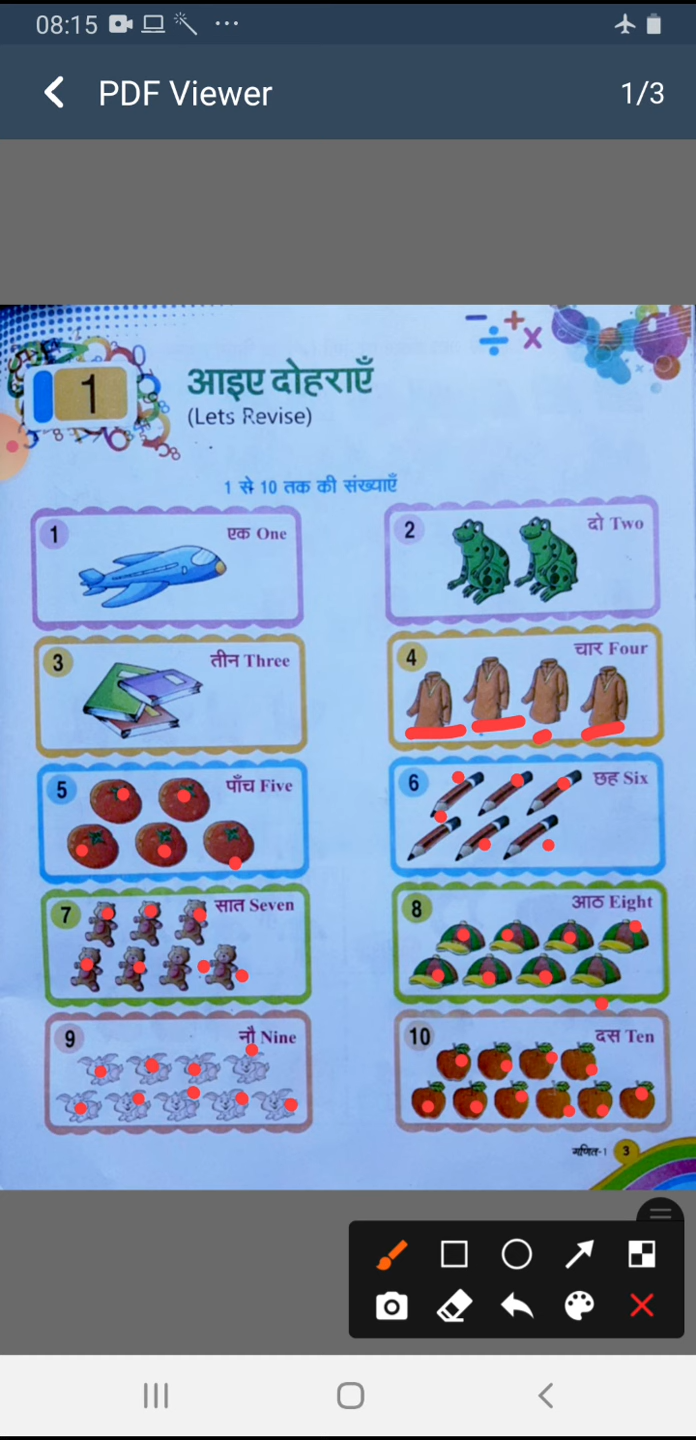 08:15
PDF Viewer
1/3
1
आइए दोहराएँ
(Lets Revise)
1 से 10 तक की संख्याएँ
1 एक One
2 दो Two
3 तीन Three
4 चार Four
5 पाँच Five
6 छह Six
7 सात Seven
8 आठ Eight
9 नौ Nine
10 दस Ten
गणित-1 3